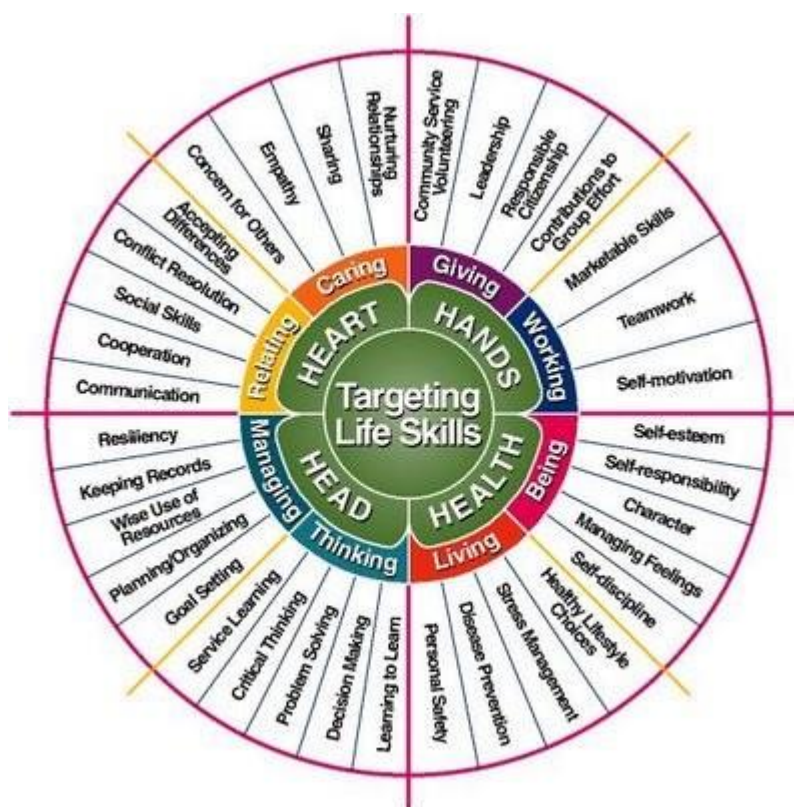 Targeting
Life Skills
HEART
HANDS
HEALTH
HEAD
Caring
Giving
Working
Being
Living
Thinking
Managing
Relating
Community Service
Volunteering
Leadership
Responsible
Citizenship
Contributions to
Group Effort
Marketable Skills
Teamwork
Self-motivation
Self-esteem
Self-responsibility
Character
Managing Feelings
Self-discipline
Healthy Lifestyle
Choices
Stress Management
Disease Prevention
Personal Safety
Learning to Learn
Decision Making
Problem Solving
Critical Thinking
Service Learning
Goal Setting
Planning/Organizing
Wise Use of
Resources
Keeping Records
Resiliency
Communication
Cooperation
Social Skills
Conflict Resolution
Accepting
Differences
Concern for Others
Empathy
Sharing
Nurturing
Relationships